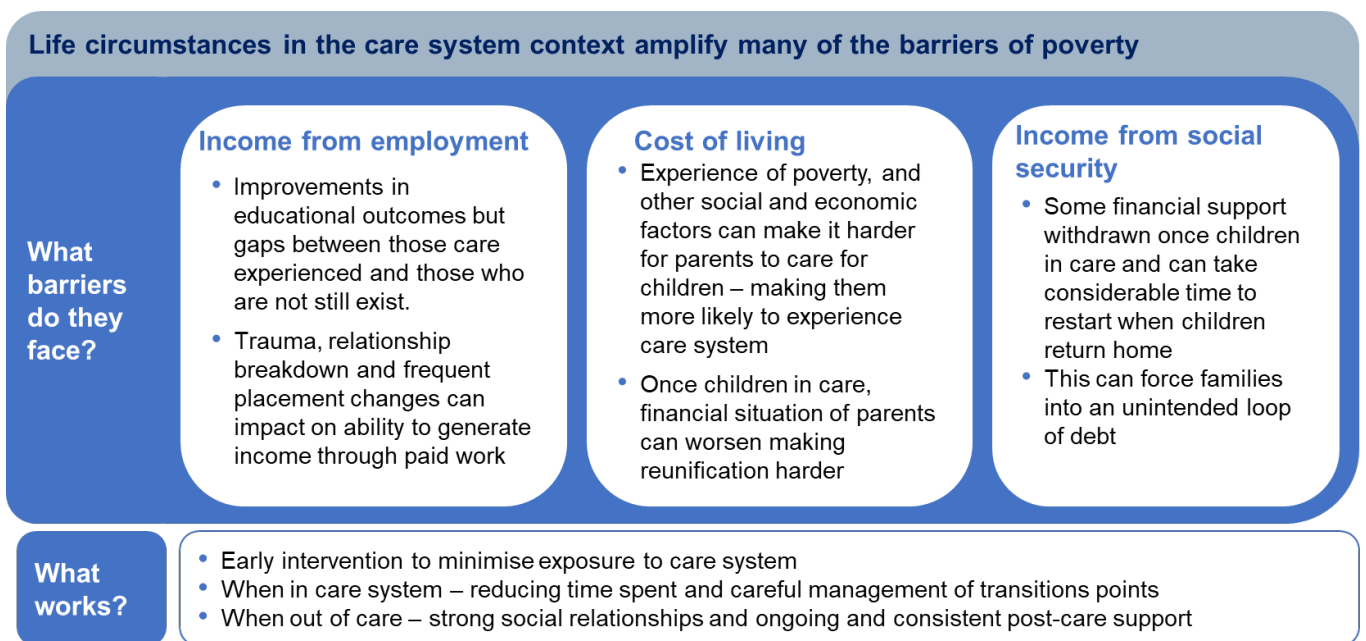 Life circumstances in the care system context amplify many of the barriers of poverty
What
barriers
do they
face?
Income from employment
• Improvements in
educational outcomes but
gaps between those care
experienced and those who
are not still exist.
• Trauma, relationship
breakdown and frequent
placement changes can
impact on ability to generate
income through paid work
Cost of living
• Experience of poverty, and
other social and economic
factors can make it harder
for parents to care for
children – making them
more likely to experience
care system
• Once children in care,
financial situation of parents
can worsen making
reunification harder
Income from social
security
• Some financial support
withdrawn once children
in care and can take
considerable time to
restart when children
return home
• This can force families
into an unintended loop
of debt
What
works?
• Early intervention to minimise exposure to care system
• When in care system – reducing time spent and careful management of transitions points
• When out of care – strong social relationships and ongoing and consistent post-care support